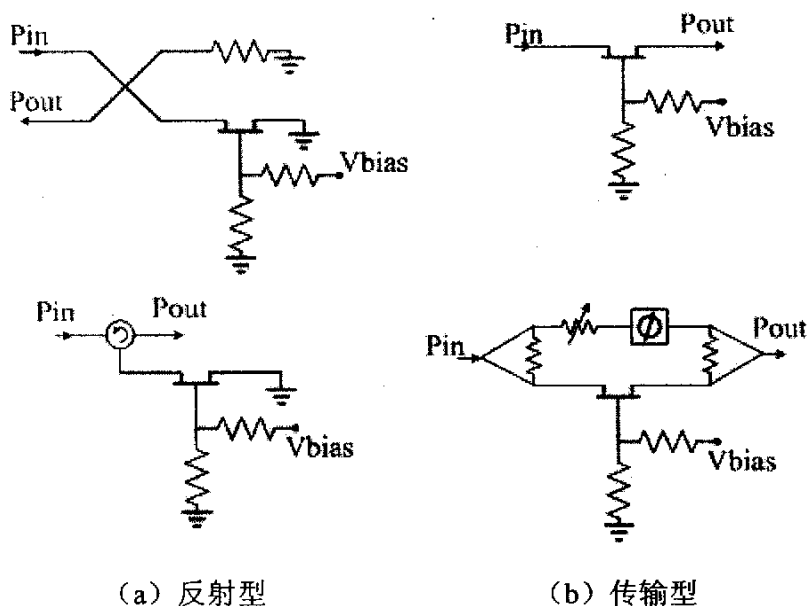 Pin
Pout
Vbias
Pin
Pout
Vbias
Pin
Pout
Vbias
Pin
ϕ
Pout
Vbias
(a) 反射型
(b) 传输型